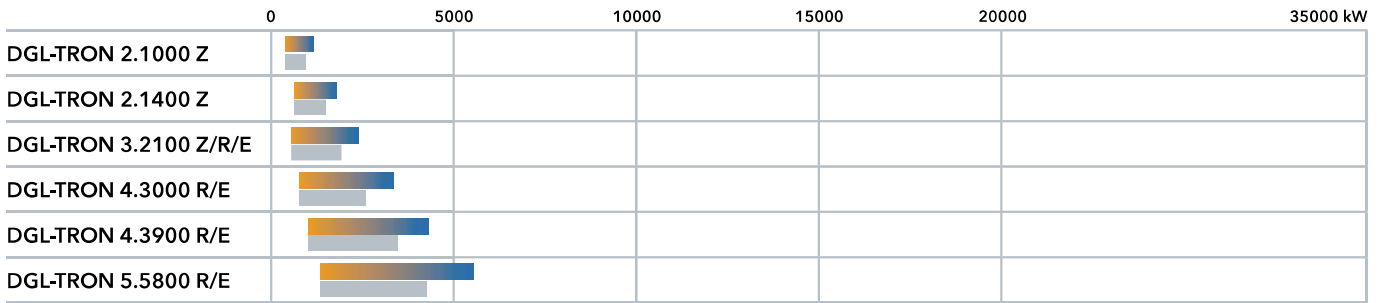 0 5000 10000 15000 20000 35000 kW
DGL-TRON 2.1000 Z
DGL-TRON 2.1400 Z
DGL-TRON 3.2100 Z/R/E
DGL-TRON 4.3000 R/E
DGL-TRON 4.3900 R/E
DGL-TRON 5.5800 R/E